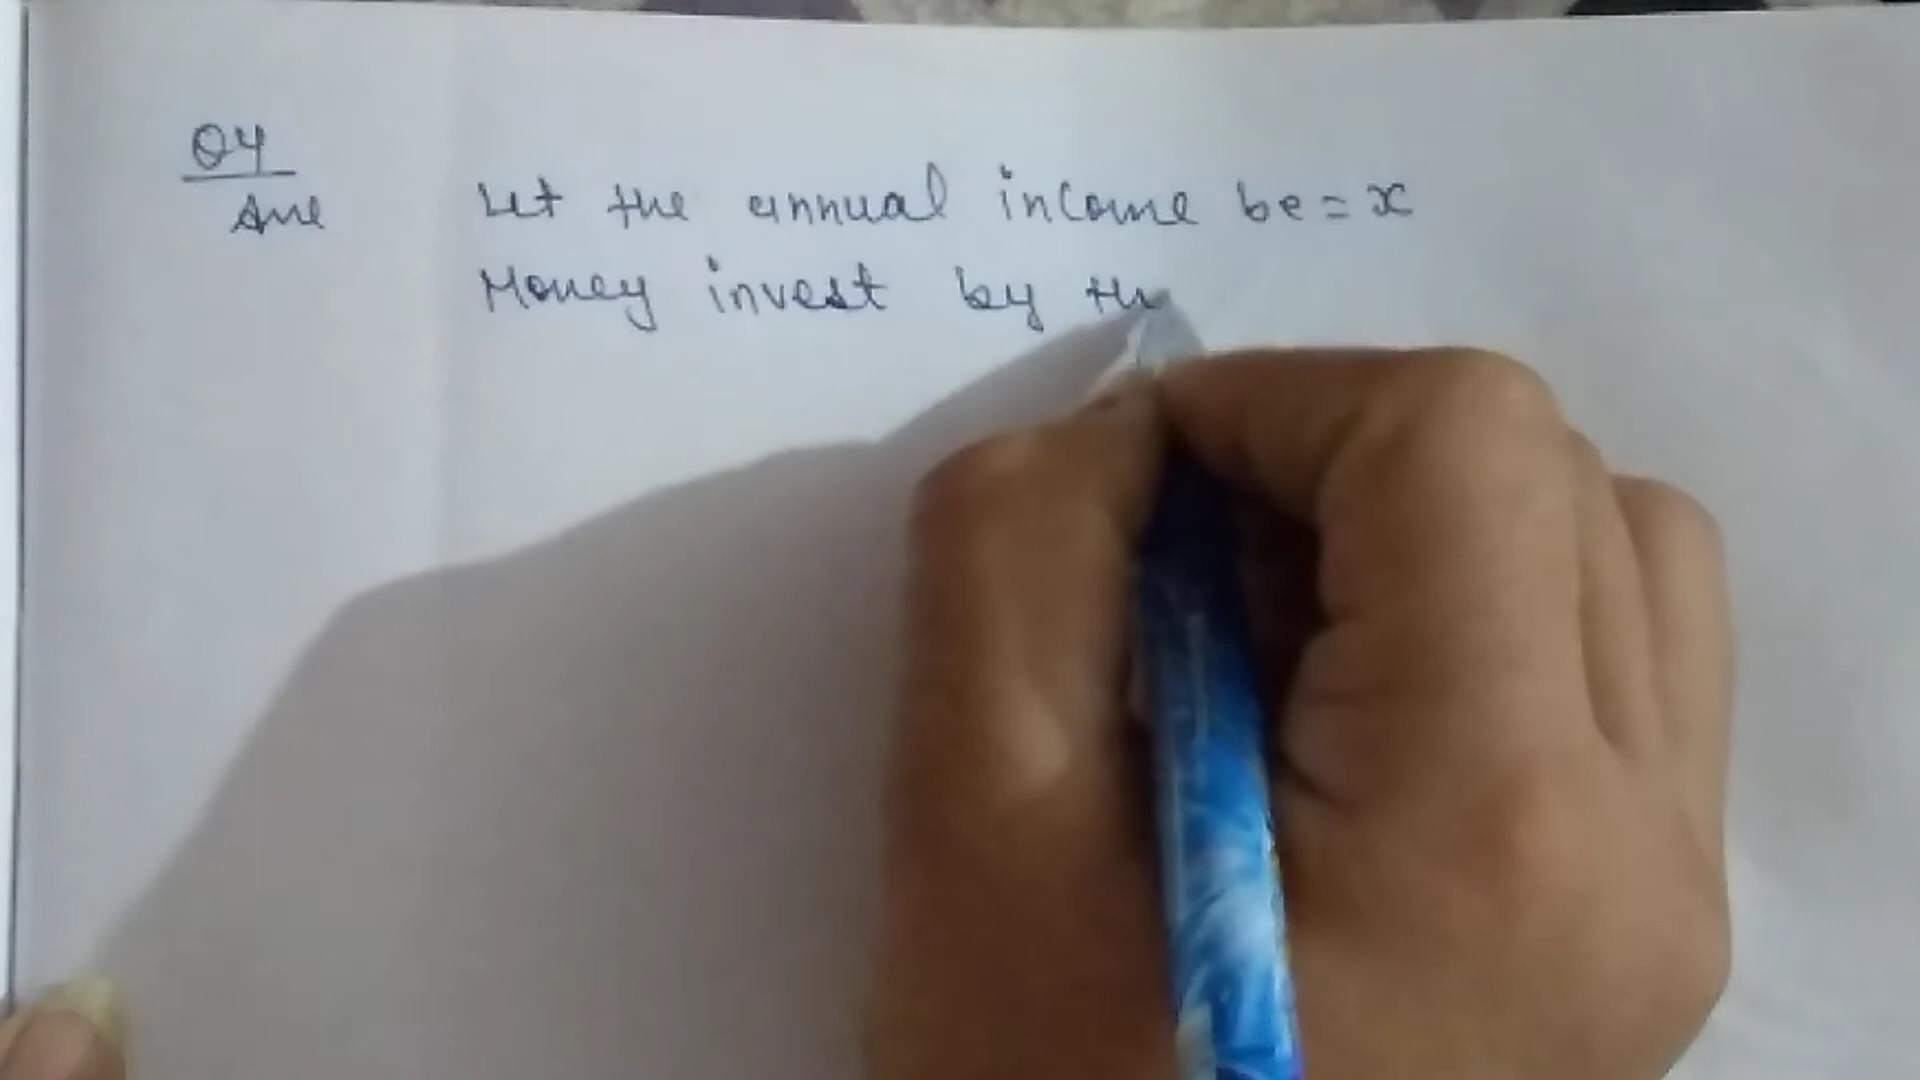 Q4
Ans Let the annual income be = x
Money invest by